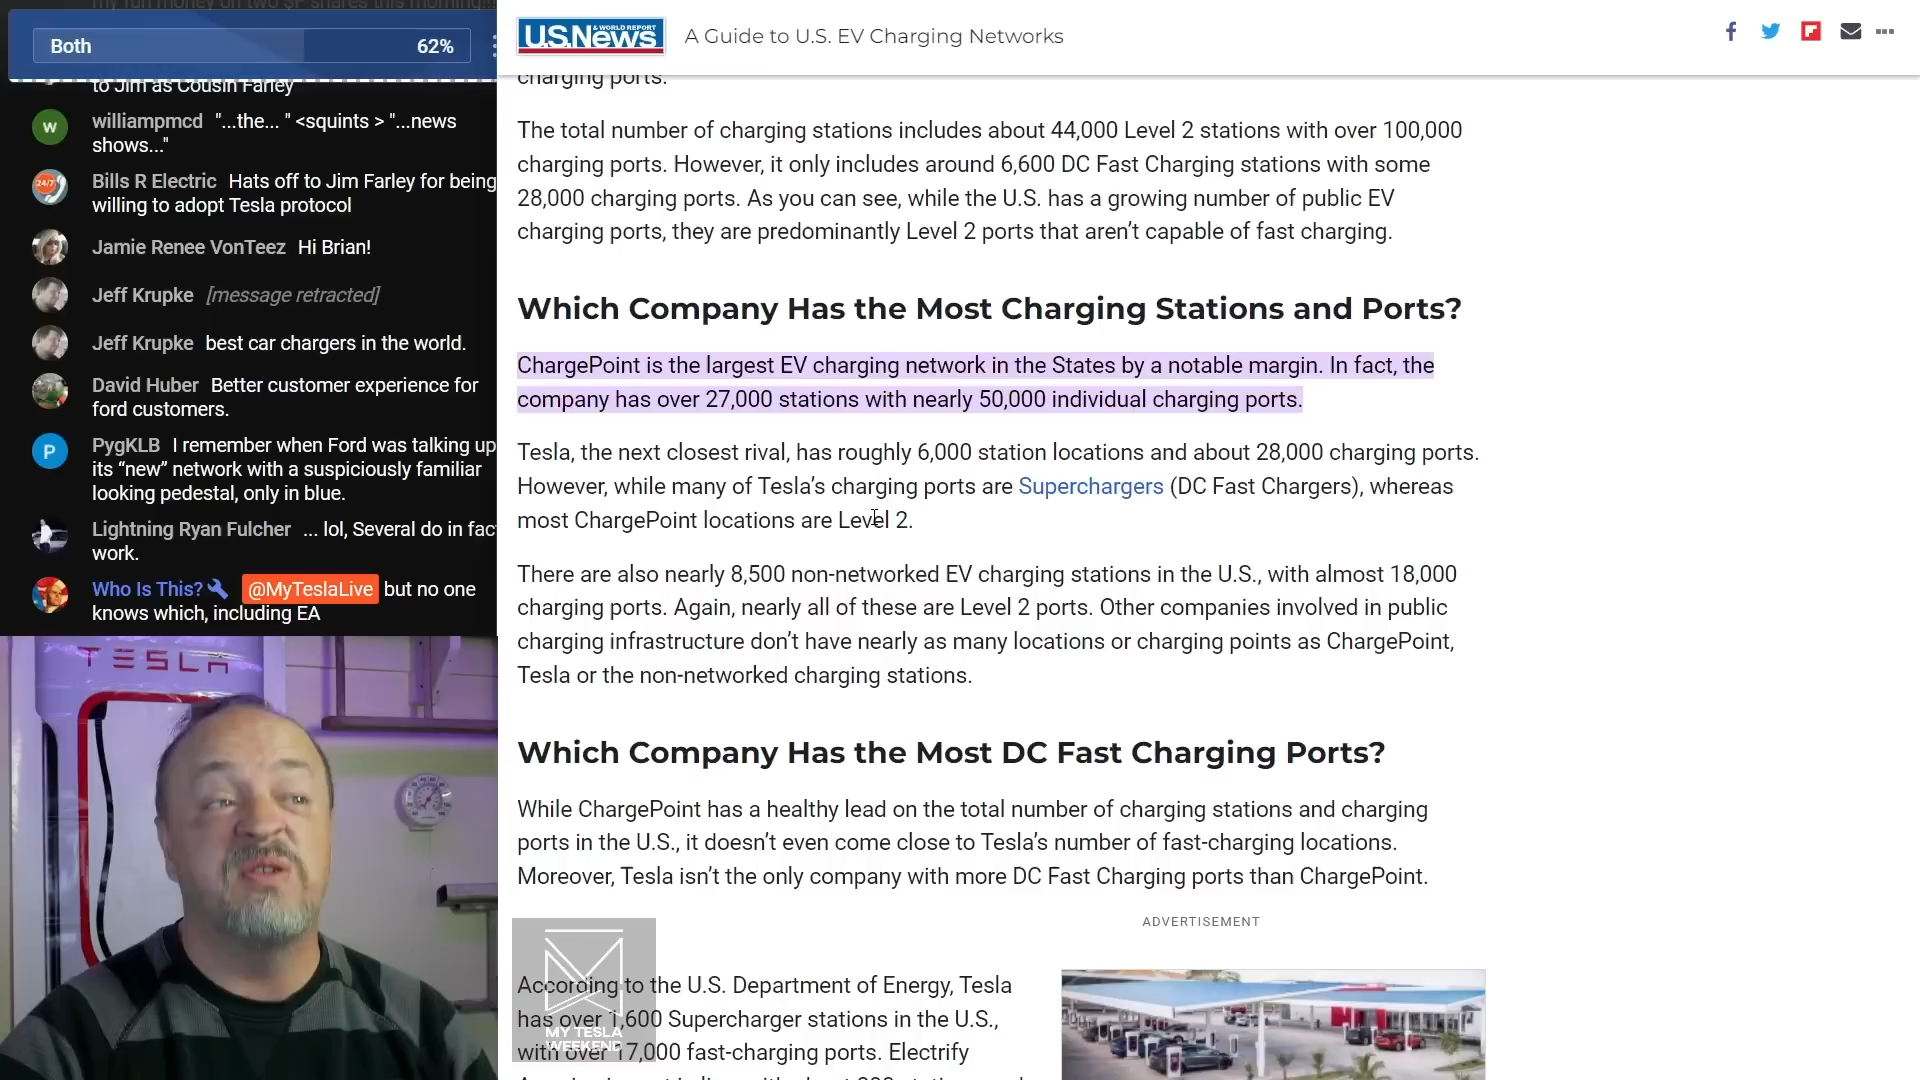 Both 62%
to Jim as Cousin Farley
W williampmcd "...the... " <squints > "...news
shows..."
24/7 Bills R Electric Hats off to Jim Farley for being
willing to adopt Tesla protocol
Jamie Renee VonTeez Hi Brian!
Jeff Krupke [message retracted]
Jeff Krupke best car chargers in the world.
David Huber Better customer experience for
ford customers.
P PygKLB I remember when Ford was talking up
its “new” network with a suspiciously familiar
looking pedestal, only in blue.
Lightning Ryan Fulcher ... lol, Several do in fac
work.
Who Is This? @MyTeslaLive but no one
knows which, including EA
TESLA
U.S.News & WORLD REPORT
A Guide to U.S. EV Charging Networks
charging ports.
The total number of charging stations includes about 44,000 Level 2 stations with over 100,000
charging ports. However, it only includes around 6,600 DC Fast Charging stations with some
28,000 charging ports. As you can see, while the U.S. has a growing number of public EV
charging ports, they are predominantly Level 2 ports that aren’t capable of fast charging.
Which Company Has the Most Charging Stations and Ports?
ChargePoint is the largest EV charging network in the States by a notable margin. In fact, the
company has over 27,000 stations with nearly 50,000 individual charging ports.
Tesla, the next closest rival, has roughly 6,000 station locations and about 28,000 charging ports.
However, while many of Tesla’s charging ports are Superchargers (DC Fast Chargers), whereas
most ChargePoint locations are Level 2.
There are also nearly 8,500 non-networked EV charging stations in the U.S., with almost 18,000
charging ports. Again, nearly all of these are Level 2 ports. Other companies involved in public
charging infrastructure don’t have nearly as many locations or charging points as ChargePoint,
Tesla or the non-networked charging stations.
Which Company Has the Most DC Fast Charging Ports?
While ChargePoint has a healthy lead on the total number of charging stations and charging
ports in the U.S., it doesn’t even come close to Tesla’s number of fast-charging locations.
Moreover, Tesla isn’t the only company with more DC Fast Charging ports than ChargePoint.
ADVERTISEMENT
According to the U.S. Department of Energy, Tesla
has over 1,600 Supercharger stations in the U.S.,
with over 17,000 fast-charging ports. Electrify
MY TESLA
WEEKEND